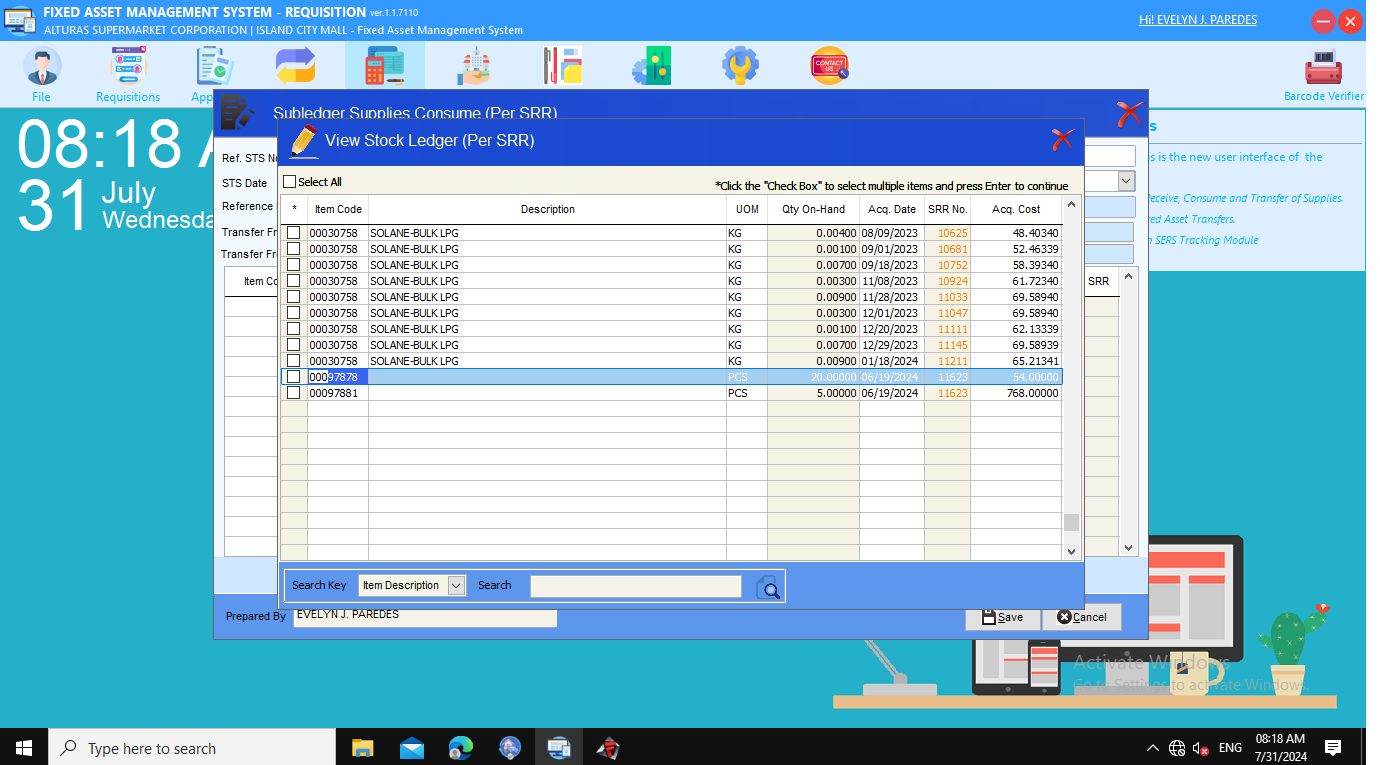 FIXED ASSET MANAGEMENT SYSTEM - REQUISITION ver.1.1.7110
ALTURAS SUPERMARKET CORPORATION | ISLAND CITY MALL - Fixed Asset Management System
Hi! EVELYN J. PAREDES
File
Requisitions
App
CONTACT US
Barcode Verifier
08:18 A
31 July
Wednesda
s
s is the new user interface of the
eceive, Consume and Transfer of Supplies.
ed Asset Transfers.
n SERS Tracking Module
Subledger Supplies Consume (Per SRR)
Ref. STS No
STS Date
Reference
Transfer Fr
Transfer Fro
Item Co
SRR
View Stock Ledger (Per SRR)
Select All
*Click the "Check Box" to select multiple items and press Enter to continue
* Item Code Description UOM Qty On-Hand Acq. Date SRR No. Acq. Cost
00030758 SOLANE-BULK LPG KG 0.00400 08/09/2023 10625 48.40340
00030758 SOLANE-BULK LPG KG 0.00100 09/01/2023 10681 52.46339
00030758 SOLANE-BULK LPG KG 0.00700 09/18/2023 10752 58.39340
00030758 SOLANE-BULK LPG KG 0.00300 11/08/2023 10924 61.72340
00030758 SOLANE-BULK LPG KG 0.00900 11/28/2023 11033 69.58940
00030758 SOLANE-BULK LPG KG 0.00300 12/01/2023 11047 69.58940
00030758 SOLANE-BULK LPG KG 0.00100 12/20/2023 11111 62.13339
00030758 SOLANE-BULK LPG KG 0.00700 12/29/2023 11145 69.58939
00030758 SOLANE-BULK LPG KG 0.00900 01/18/2024 11211 65.21341
00097878 PCS 20.00000 06/19/2024 11623 54.00000
00097881 PCS 5.00000 06/19/2024 11623 768.00000
Search Key Item Description Search
Prepared By EVELYN J. PAREDES
Save
Cancel
Activate Windows
Go to Settings to activate Windows.
Type here to search
ENG
08:18 AM
7/31/2024